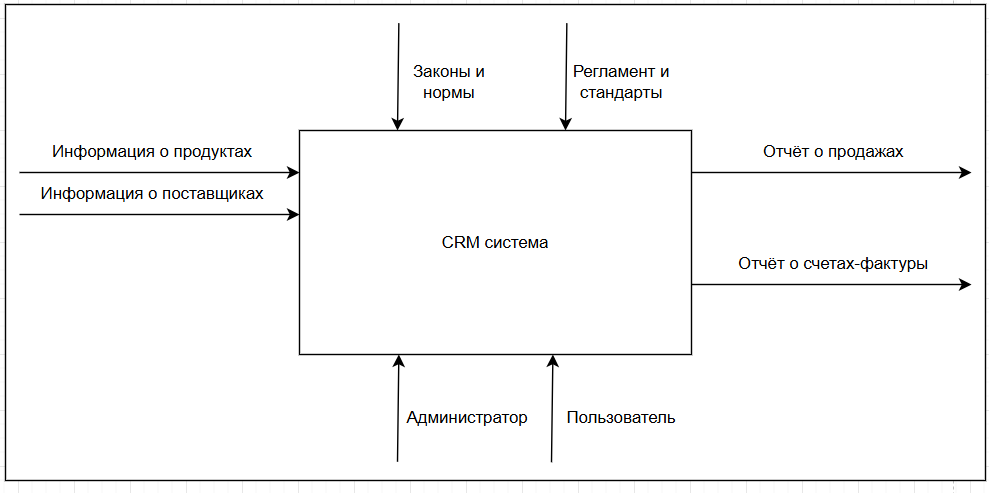 Законы и
нормы
Регламент и
стандарты
Информация о продуктах
Информация о поставщиках
CRM система
Отчёт о продажах
Отчёт о счетах-фактуры
Администратор
Пользователь